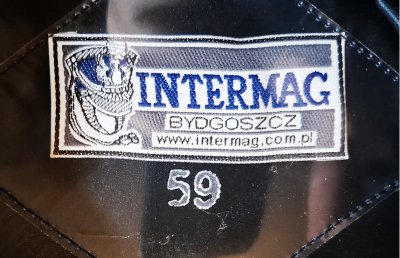 INTERMAG
BYDGOSZCZ
www.intermag.com.pl
59